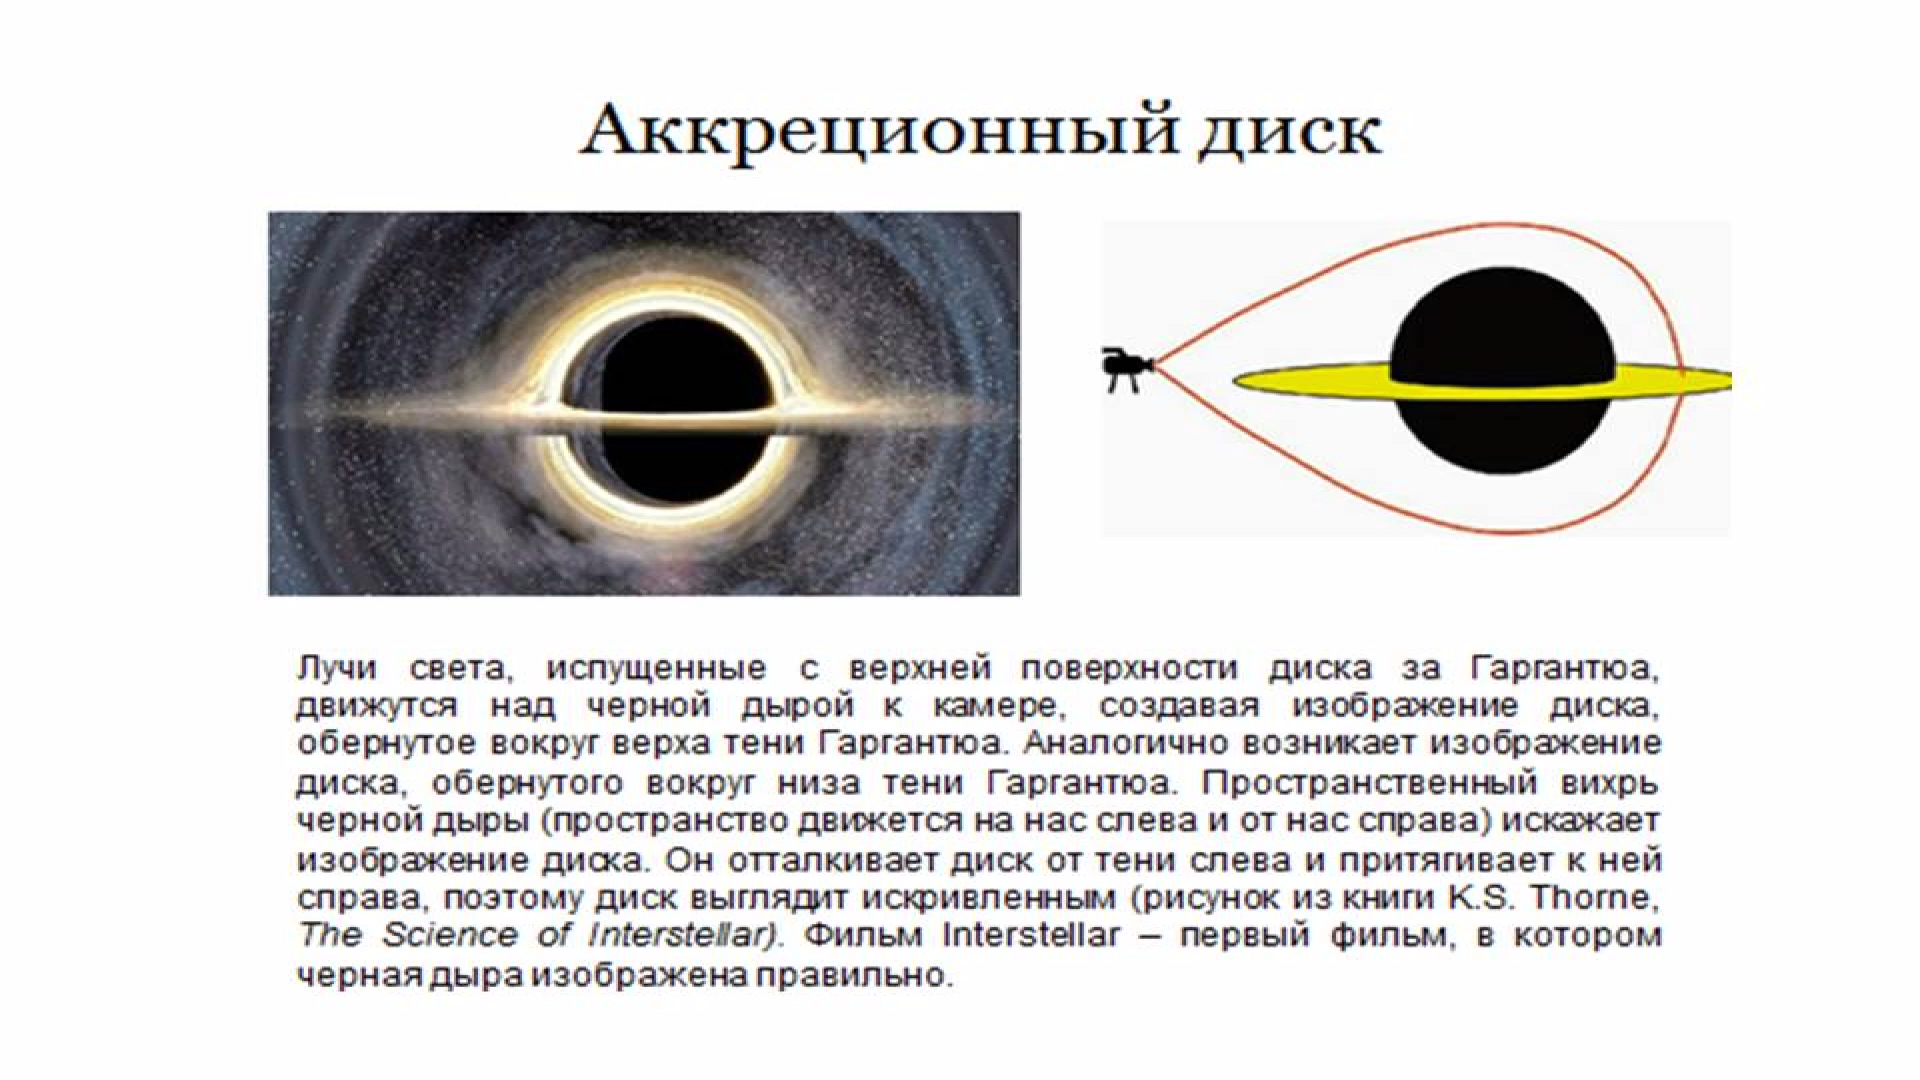 Аккреционный диск
Лучи света, испущенные с верхней поверхности диска за Гаргантюа,
движутся над черной дырой к камере, создавая изображение диска,
обернутое вокруг верха тени Гаргантюа. Аналогично возникает изображение
диска, обернутого вокруг низа тени Гаргантюа. Пространственный вихрь
черной дыры (пространство движется на нас слева и от нас справа) искажает
изображение диска. Он отталкивает диск от тени слева и притягивает к ней
справа, поэтому диск выглядит искривленным (рисунок из книги K.S. Thorne,
The Science of Interstellar). Фильм Interstellar – первый фильм, в котором
черная дыра изображена правильно.